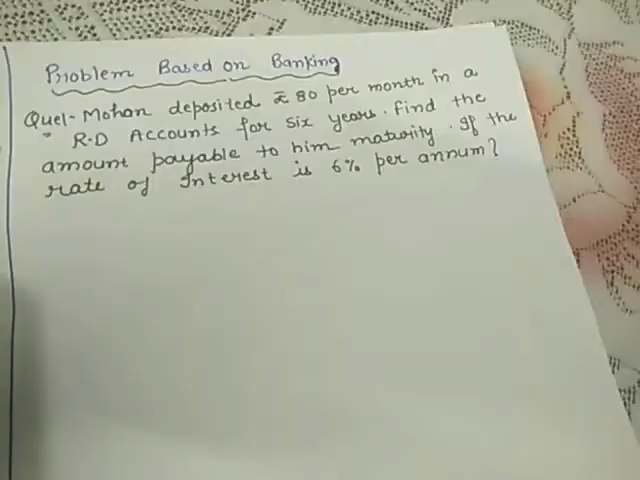 Problem Based on Banking
Que1- Mohan deposited ₹ 80 per month in a
R.D Accounts for six years. find the
amount payable to him maturity. If the
rate of Interest is 6% per annum?